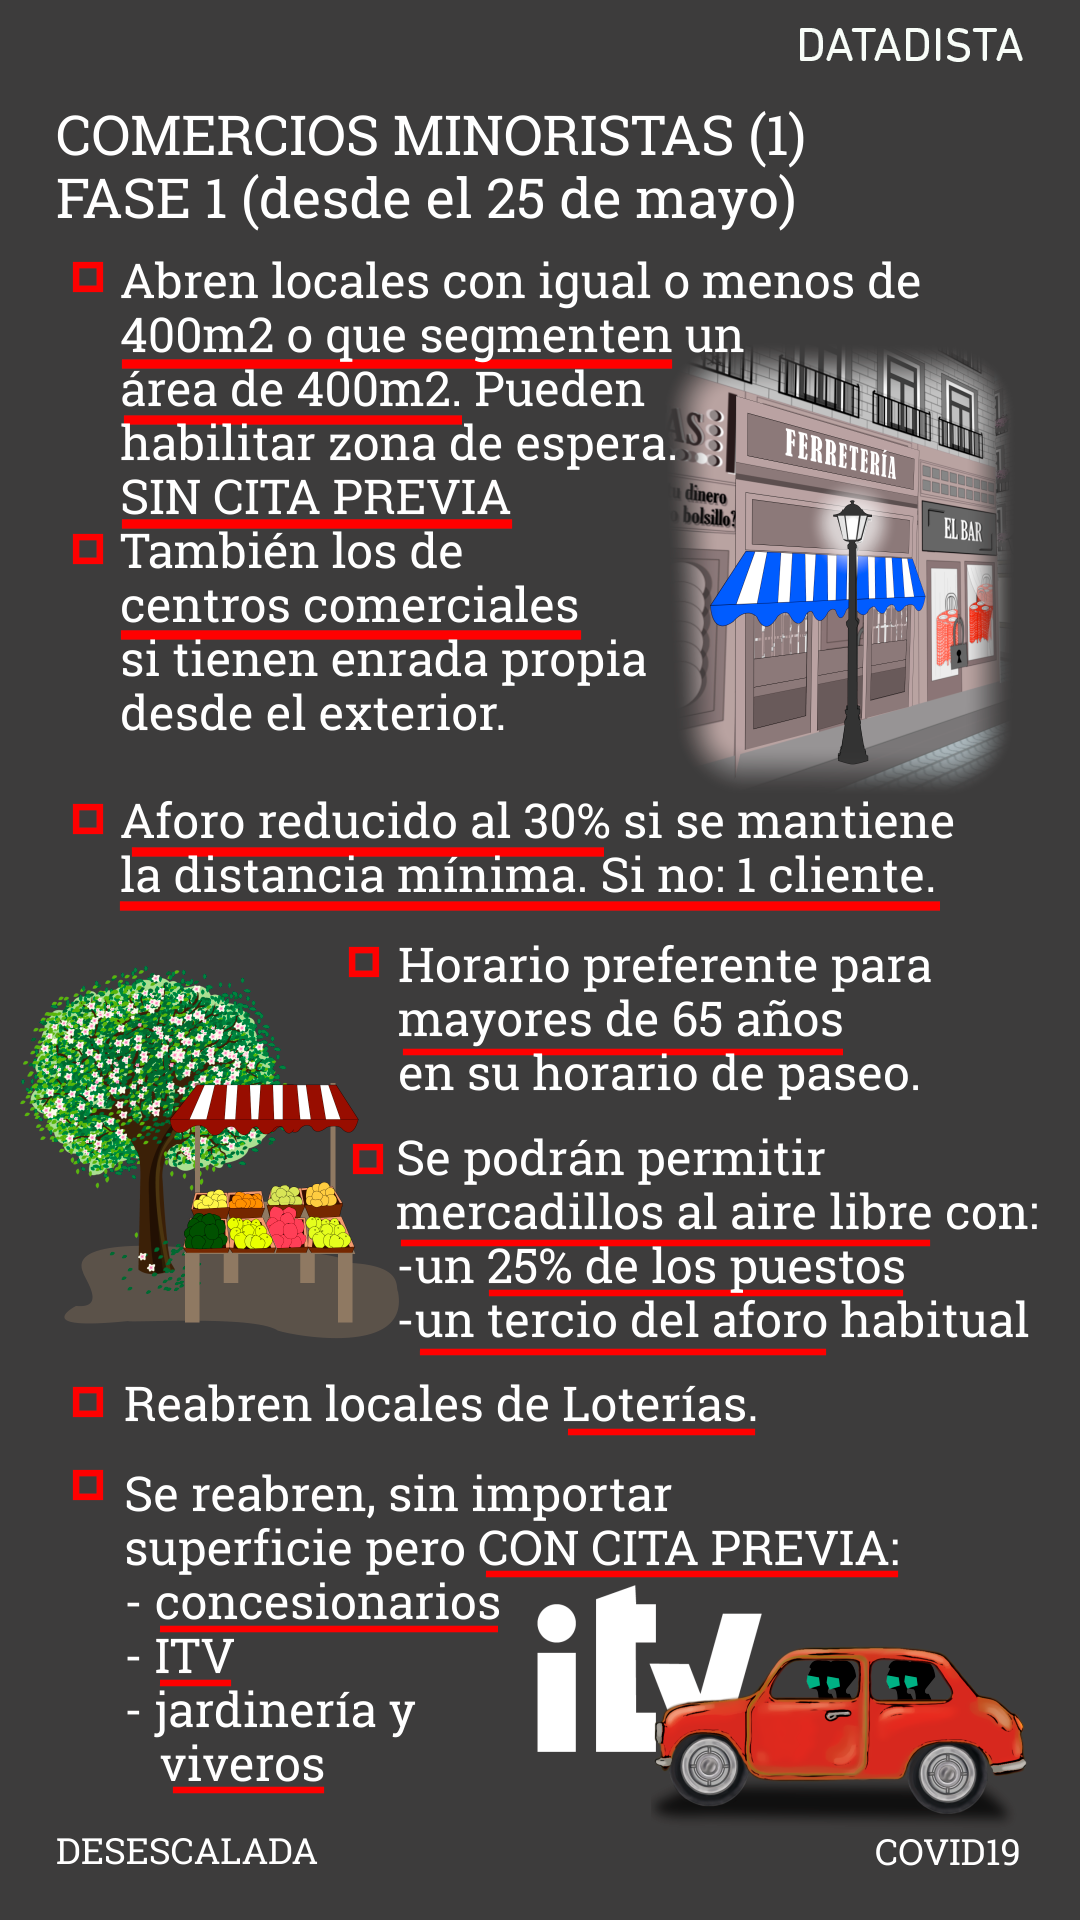 DATADISTA
COMERCIOS MINORISTAS (1)
FASE 1 (desde el 25 de mayo)
Abren locales con igual o menos de
400m2 o que segmenten un
área de 400m2. Pueden
habilitar zona de espera.
SIN CITA PREVIA
AS
FERRETERÍA
dinero
bolsillo?
EL BAR
También los de
centros comerciales
si tienen enrada propia
desde el exterior.
Aforo reducido al 30% si se mantiene
la distancia mínima. Si no: 1 cliente.
Horario preferente para
mayores de 65 años
en su horario de paseo.
Se podrán permitir
mercadillos al aire libre con:
-un 25% de los puestos
-un tercio del aforo habitual
Reabren locales de Loterías.
Se reabren, sin importar
superficie pero CON CITA PREVIA:
- concesionarios
- ITV
- jardinería y
viveros
itv
DESESCALADA
COVID19